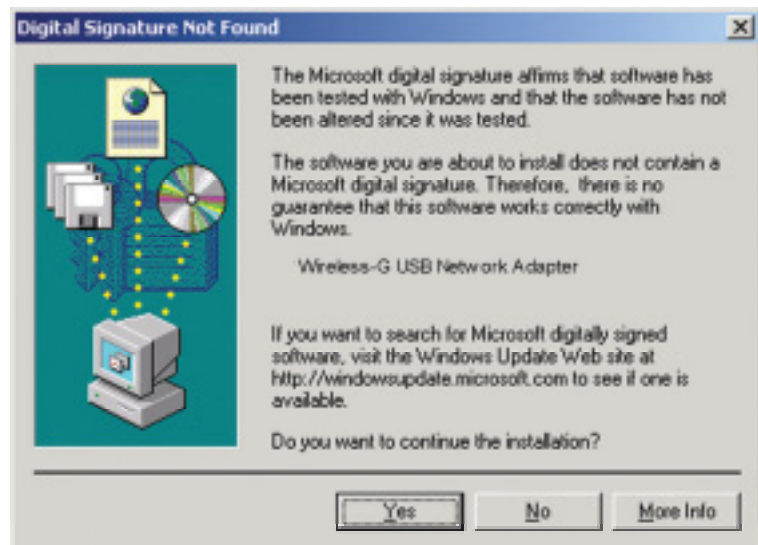 Digital Signature Not Found
The Microsoft digital signature affirms that software has
been tested with Windows and that the software has not
been altered since it was tested.
The software you are about to install does not contain a
Microsoft digital signature. Therefore, there is no
guarantee that this software works correctly with
Windows.
Wireless-G USB Network Adapter
If you want to search for Microsoft digitally signed
software, visit the Windows Update Web site at
http://windowsupdate.microsoft.com to see if one is
available.
Do you want to continue the installation?
Yes No More Info